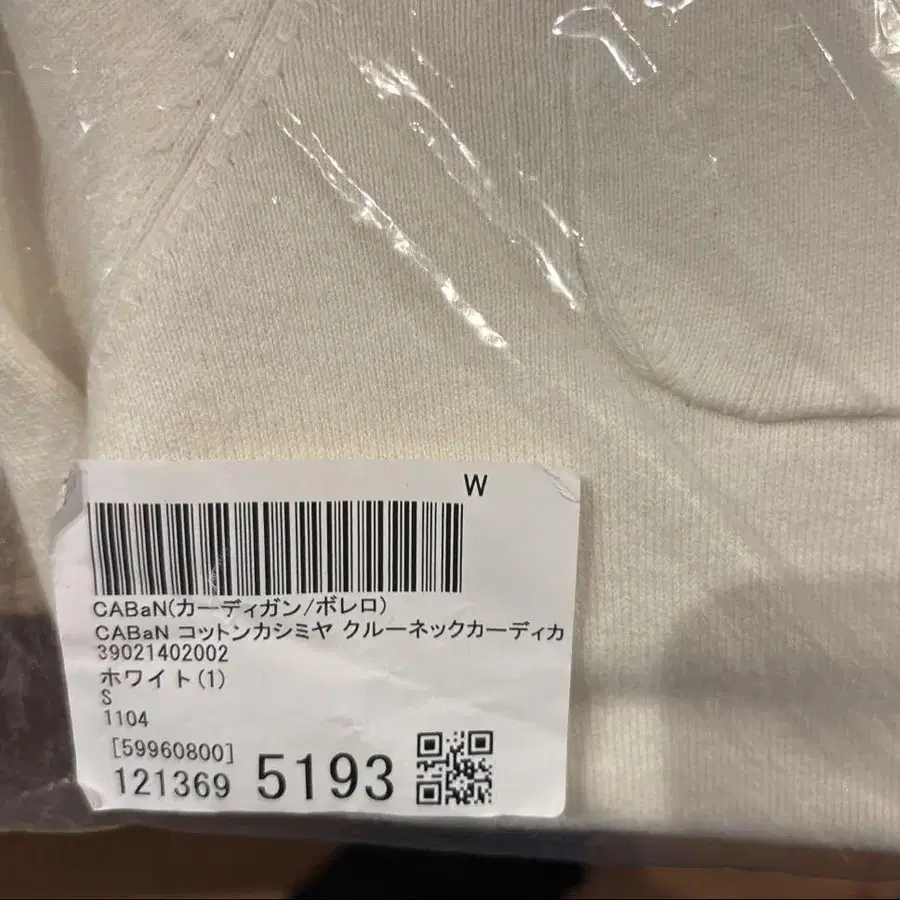 W
CABaN(カーディガン/ボレロ)
CABaN コットンカシミヤ クルーネックカーディカ
39021402002
ホワイト(1)
S
1104
[59960800]
121369 5193